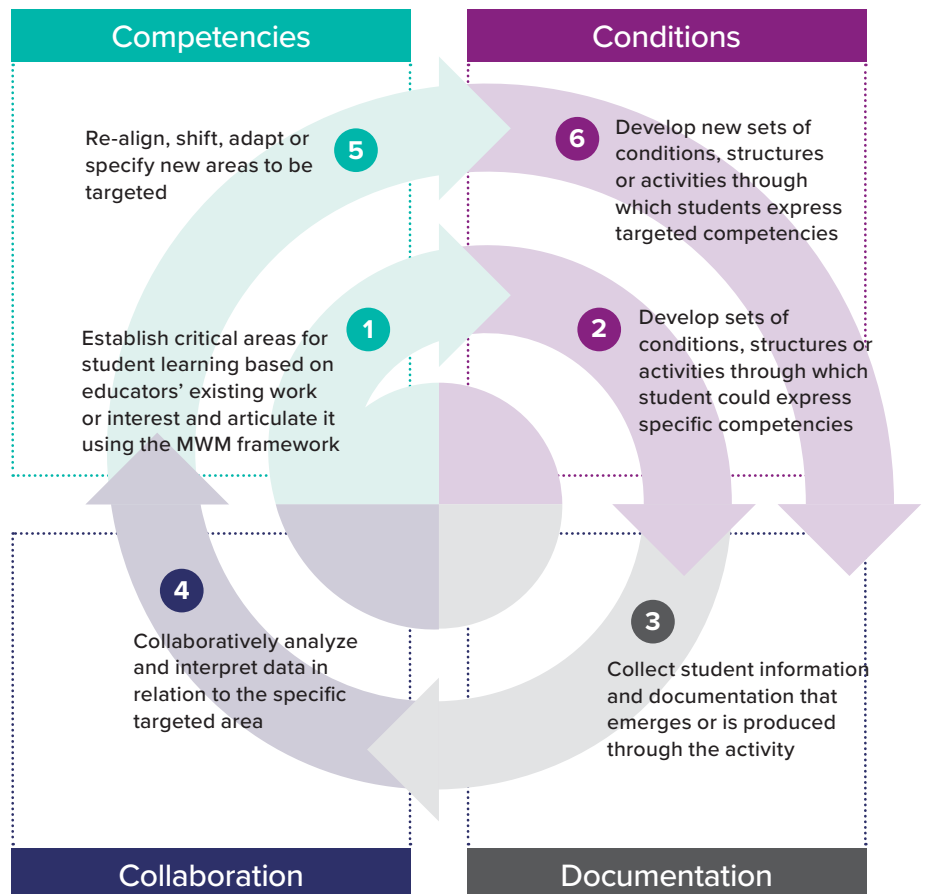 Competencies
Conditions
5
Re-align, shift, adapt or
specify new areas to be
targeted
6
Develop new sets of
conditions, structures
or activities through
which students express
targeted competencies
1
Establish critical areas for
student learning based on
educators’ existing work
or interest and articulate it
using the MWM framework
2
Develop sets of
conditions, structures or
activities through which
student could express
specific competencies
4
Collaboratively analyze
and interpret data in
relation to the specific
targeted area
3
Collect student information
and documentation that
emerges or is produced
through the activity
Collaboration
Documentation